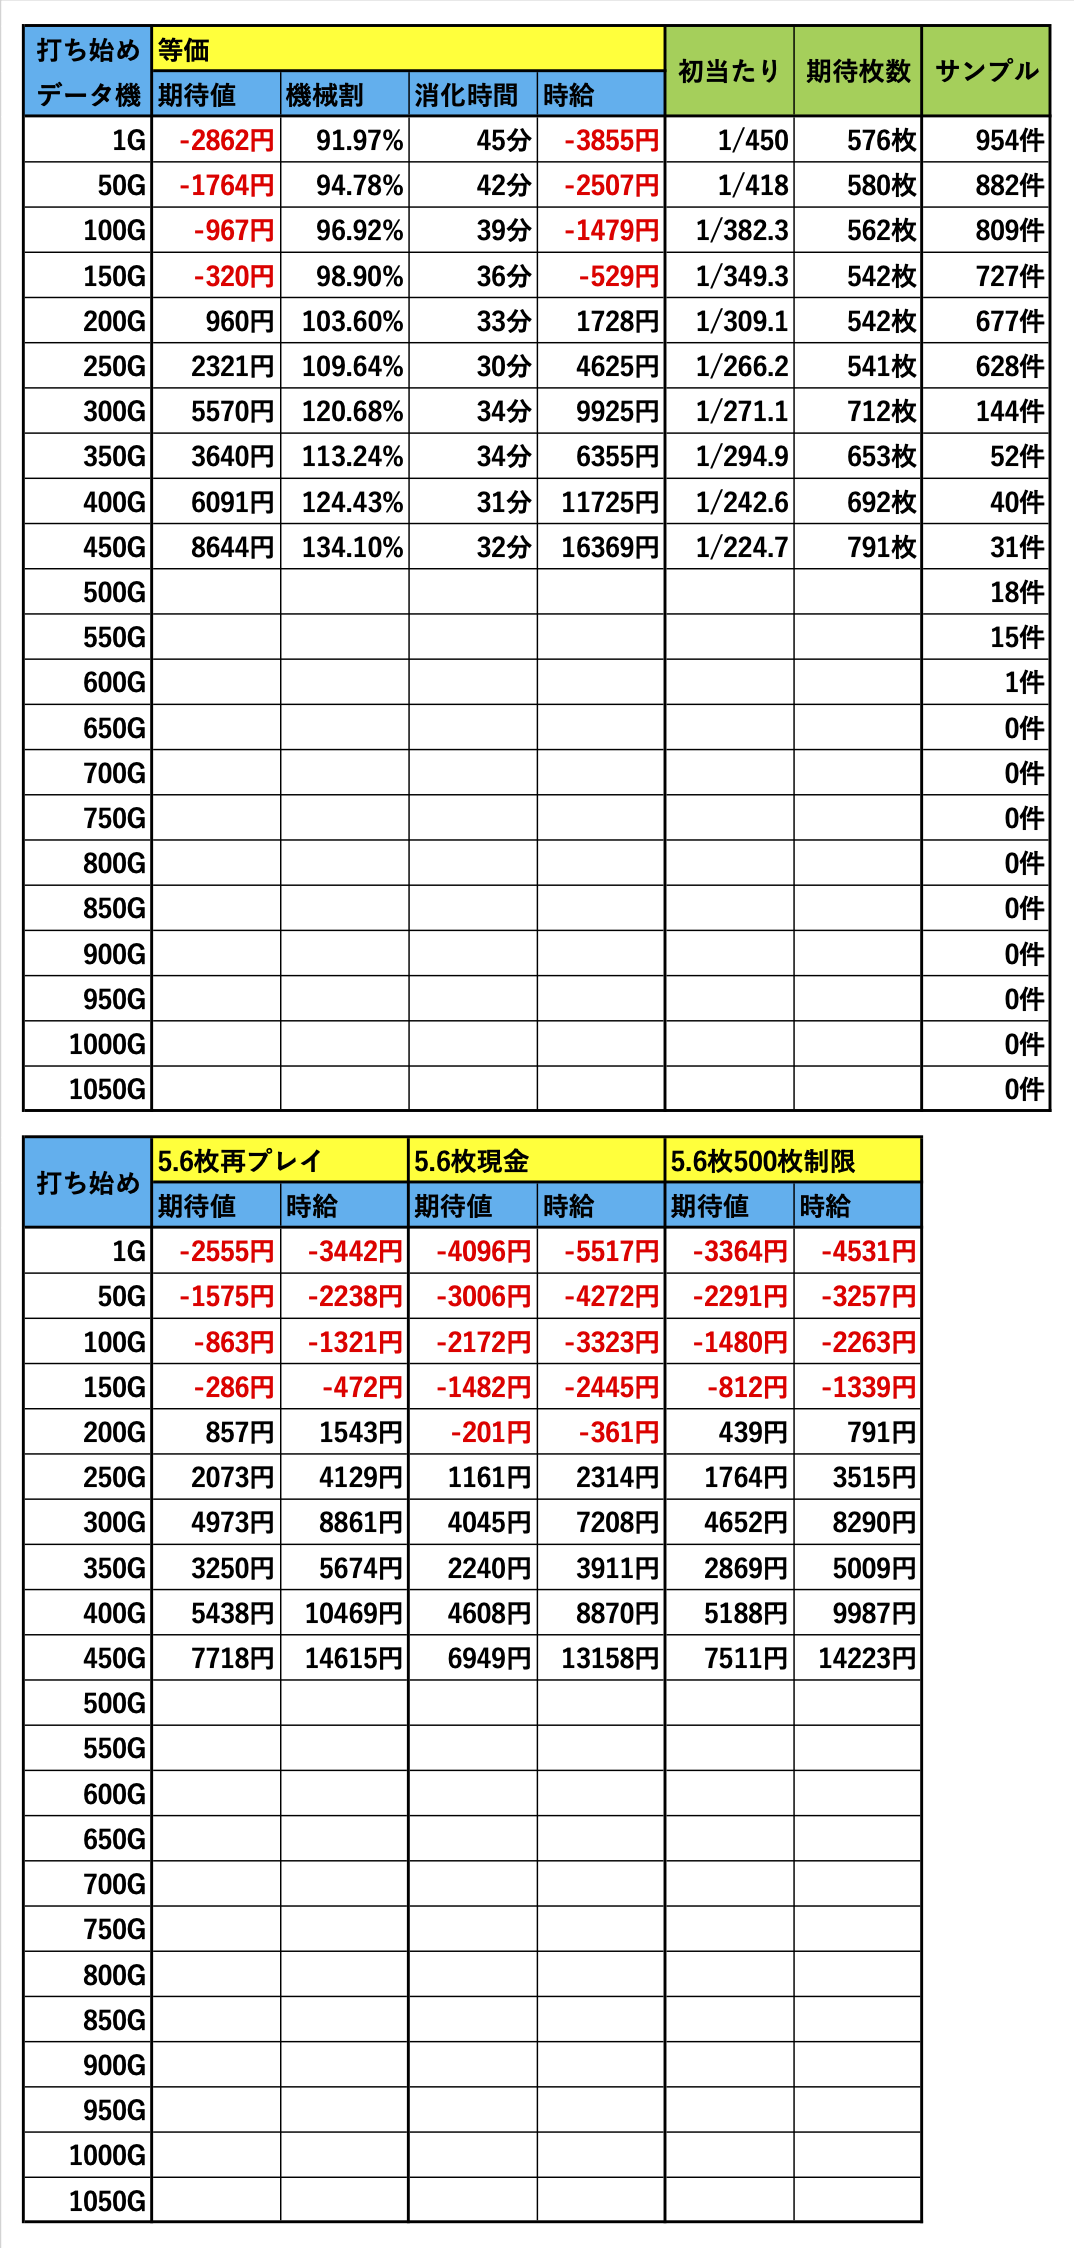 打ち始め 等価 初当たり 期待枚数 サンプル
データ機 期待値 機械割 消化時間 時給
1G -2862円 91.97% 45分 -3855円 1/450 576枚 954件
50G -1764円 94.78% 42分 -2507円 1/418 580枚 882件
100G -967円 96.92% 39分 -1479円 1/382.3 562枚 809件
150G -320円 98.90% 36分 -529円 1/349.3 542枚 727件
200G 960円 103.60% 33分 1728円 1/309.1 542枚 677件
250G 2321円 109.64% 30分 4625円 1/266.2 541枚 628件
300G 5570円 120.68% 34分 9925円 1/271.1 712枚 144件
350G 3640円 113.24% 34分 6355円 1/294.9 653枚 52件
400G 6091円 124.43% 31分 11725円 1/242.6 692枚 40件
450G 8644円 134.10% 32分 16369円 1/224.7 791枚 31件
500G 18件
550G 15件
600G 1件
650G 0件
700G 0件
750G 0件
800G 0件
850G 0件
900G 0件
950G 0件
1000G 0件
1050G 0件
打ち始め 5.6枚再プレイ 5.6枚現金 5.6枚500枚制限
期待値 時給 期待値 時給 期待値 時給
1G -2555円 -3442円 -4096円 -5517円 -3364円 -4531円
50G -1575円 -2238円 -3006円 -4272円 -2291円 -3257円
100G -863円 -1321円 -2172円 -3323円 -1480円 -2263円
150G -286円 -472円 -1482円 -2445円 -812円 -1339円
200G 857円 1543円 -201円 -361円 439円 791円
250G 2073円 4129円 1161円 2314円 1764円 3515円
300G 4973円 8861円 4045円 7208円 4652円 8290円
350G 3250円 5674円 2240円 3911円 2869円 5009円
400G 5438円 10469円 4608円 8870円 5188円 9987円
450G 7718円 14615円 6949円 13158円 7511円 14223円
500G
550G
600G
650G
700G
750G
800G
850G
900G
950G
1000G
1050G